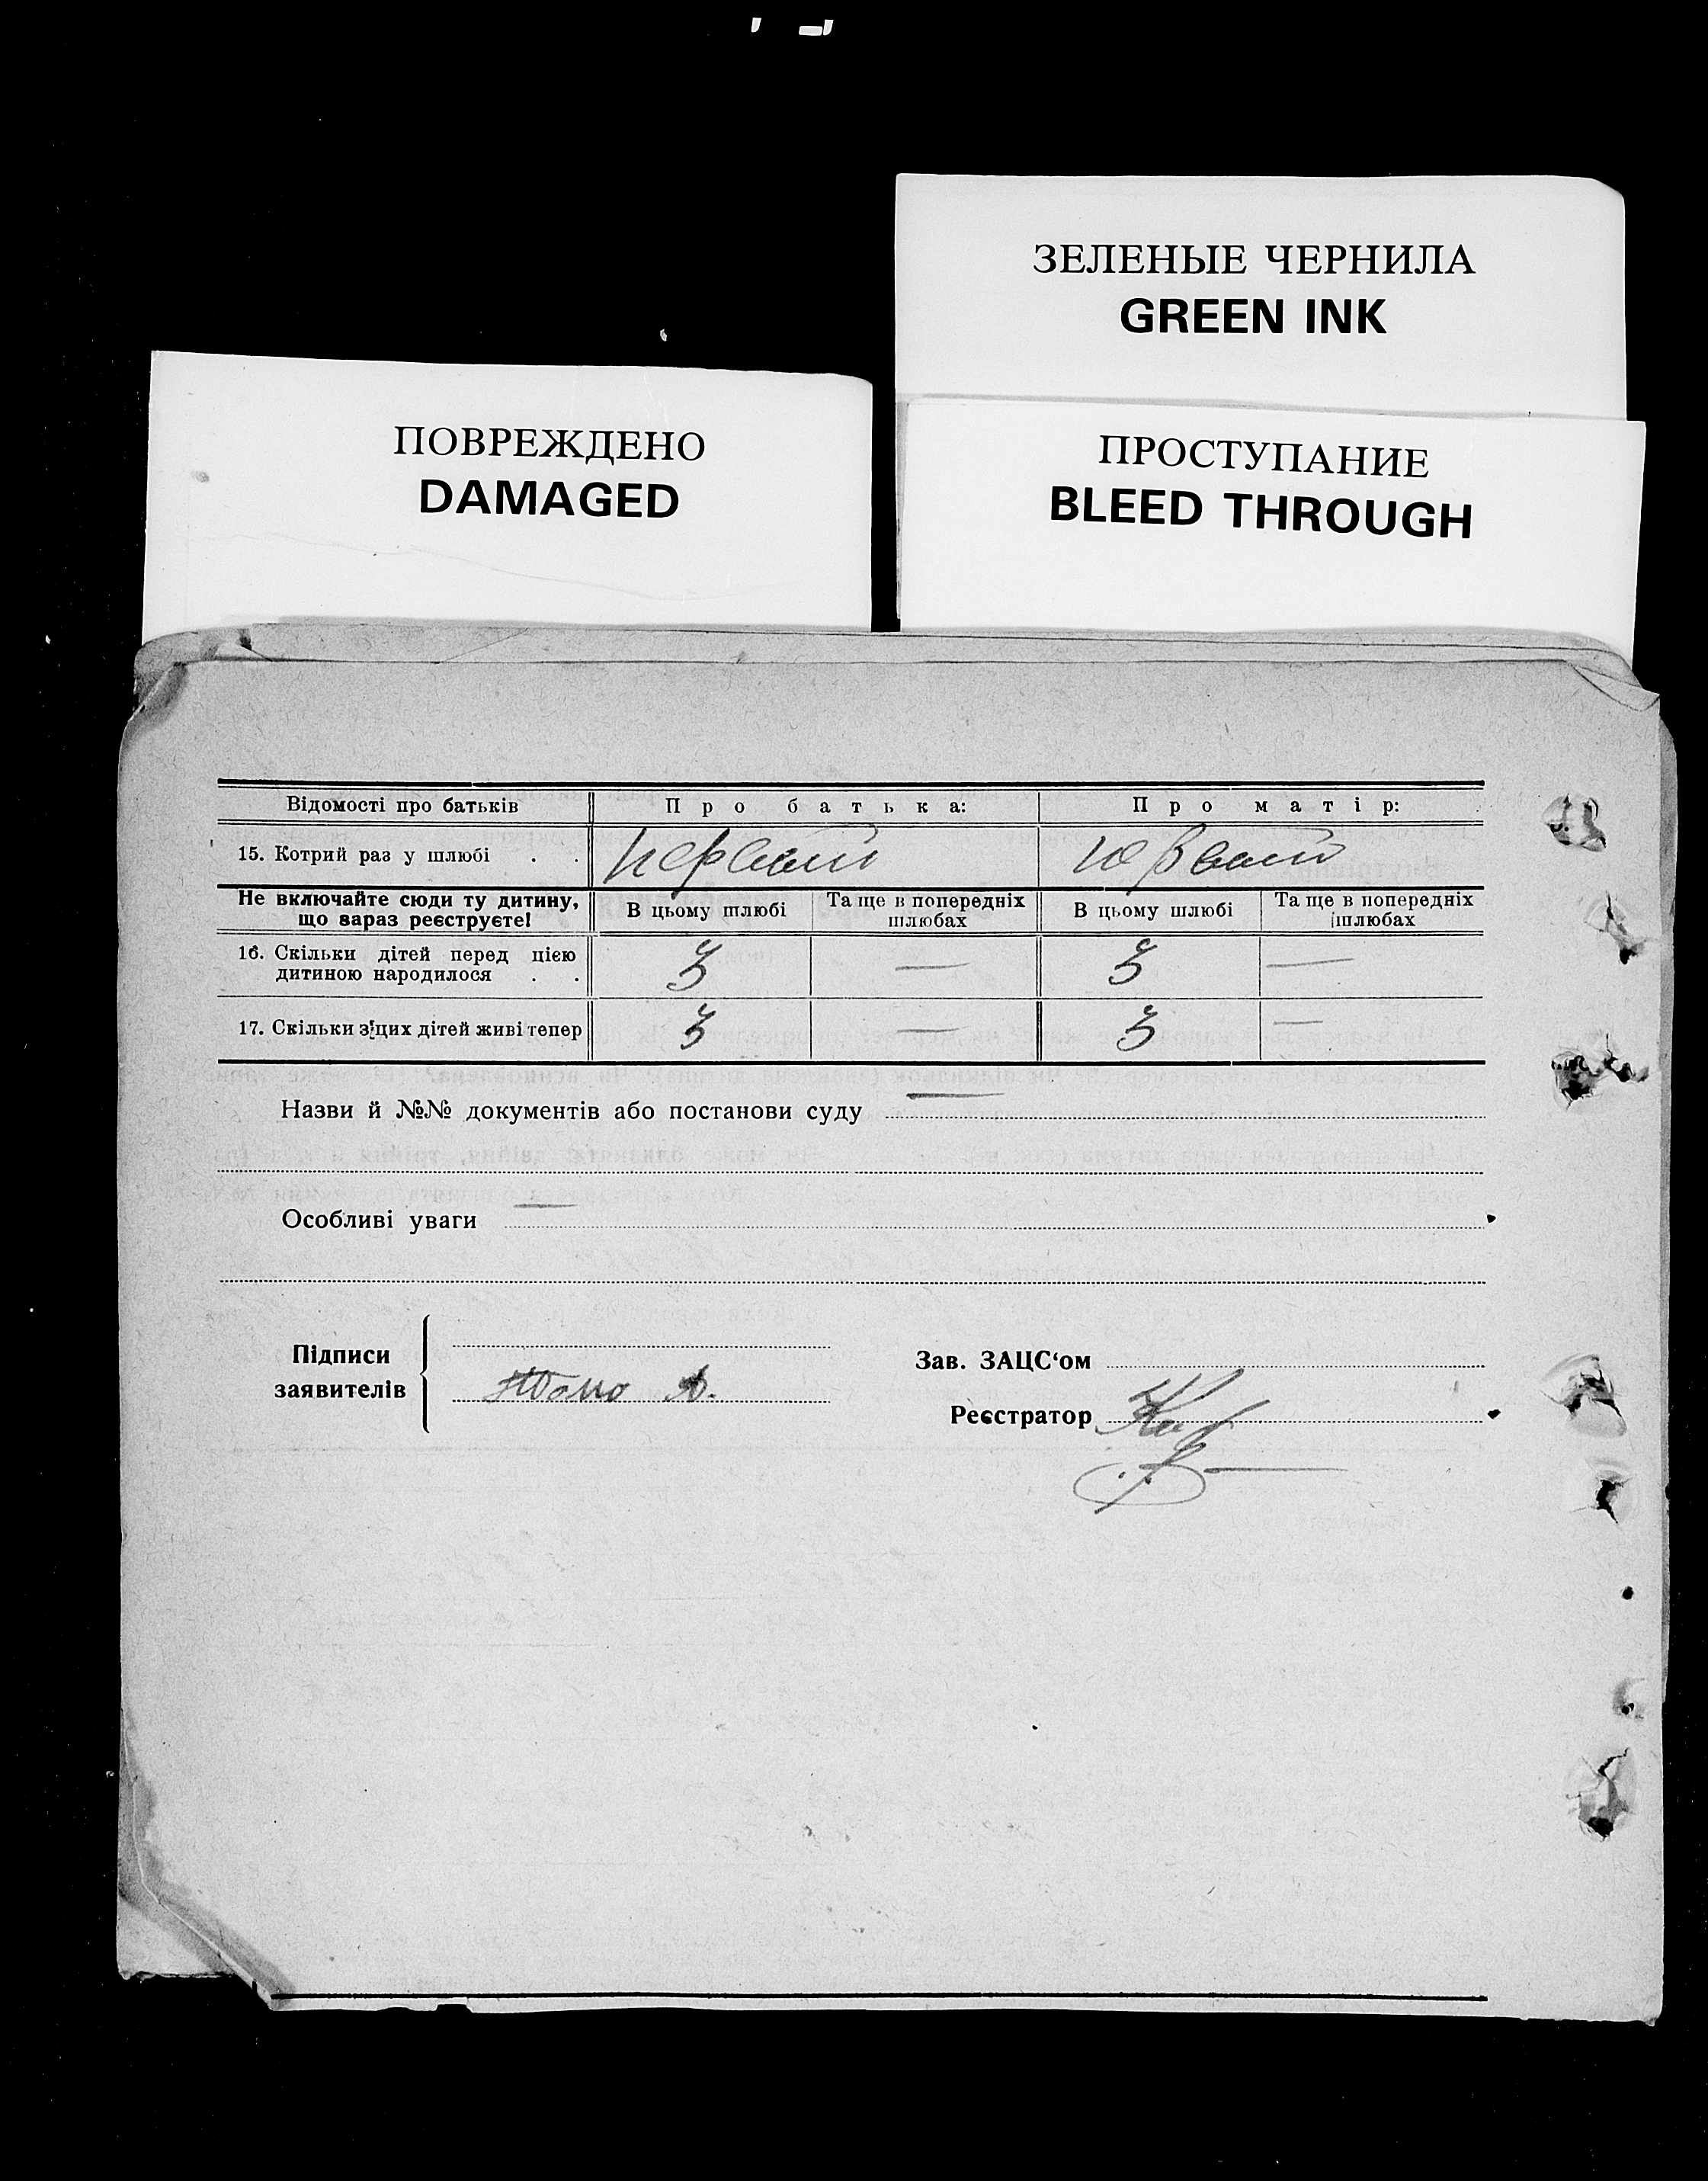 ЗЕЛЕНЫЕ ЧЕРНИЛА
GREEN INK
ПОВРЕЖДЕНО
DAMAGED
ПРОСТУПАНИЕ
BLEED THROUGH
Відомості про батьків Про батька: Про матір:
15. Котрий раз у шлюбі . . первый
Не включайте сюди ту дитину, що зараз реєструєте! В цьому шлюбі Та ще в попередніх шлюбах В цьому шлюбі Та ще в попередніх шлюбах
16. Скільки дітей перед цією
дитиною народилося . . 3 — 3 —
17. Скільки з цих дітей живі тепер 3 — 3 —
Назви й №№ документів або постанови суду —
Особливі уваги —
Підписи
заявителів
Зав. ЗАЦС‘ом
Реєстратор